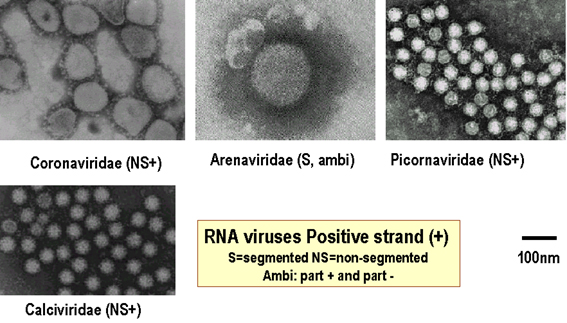 Coronaviridae (NS+)
Arenaviridae (S, ambi)
Picornaviridae (NS+)
RNA viruses Positive strand (+)
S=segmented NS=non-segmented
Ambi: part + and part -
100nm
Calciviridae (NS+)